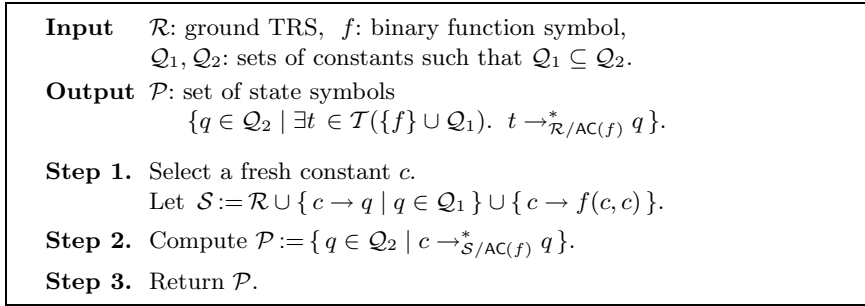 Input 𝓡: ground TRS, f: binary function symbol,
𝒬₁, 𝒬₂: sets of constants such that 𝒬₁ ⊆ 𝒬₂.
Output 𝒫: set of state symbols
{q ∈ 𝒬₂ | ∃t ∈ 𝒯({f} ∪ 𝒬₁). t →*_{𝓡/AC(f)} q }.
Step 1. Select a fresh constant c.
Let 𝒮 := 𝓡 ∪ { c → q | q ∈ 𝒬₁ } ∪ { c → f(c, c) }.
Step 2. Compute 𝒫 := { q ∈ 𝒬₂ | c →*_{𝒮/AC(f)} q }.
Step 3. Return 𝒫.